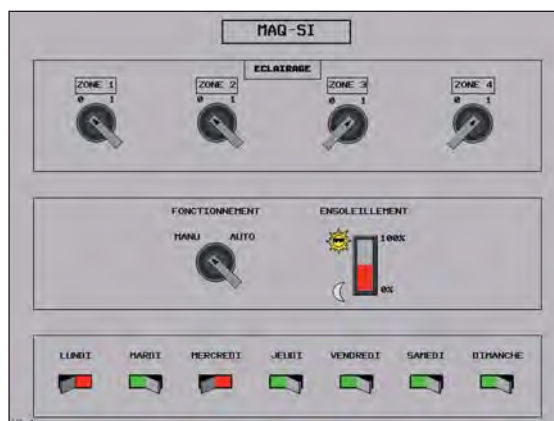 MAQ-SI
ECLAIRAGE
ZONE 1 ZONE 2 ZONE 3 ZONE 4
0 1 0 1 0 1 0 1
FONCTIONNEMENT ENSOLEILLEMENT
MANU AUTO 100%
0%
LUNDI MARDI MERCREDI JEUDI VENDREDI SAMEDI DIMANCHE